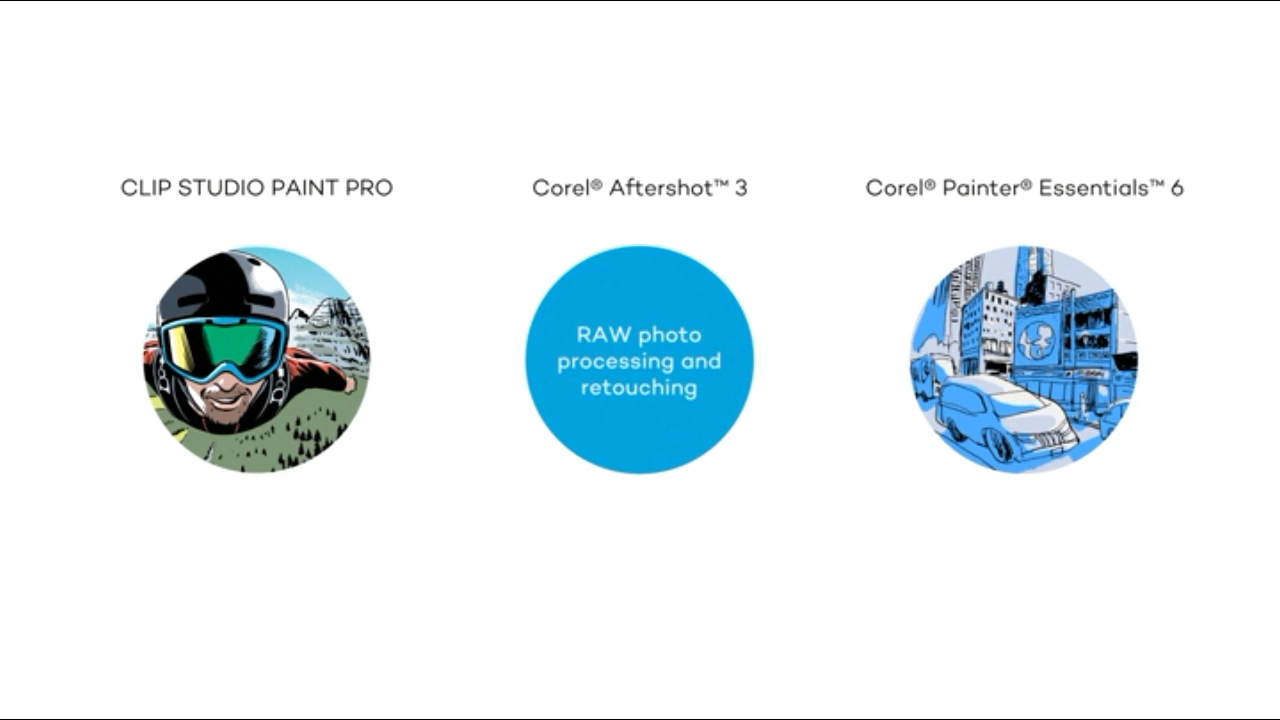 CLIP STUDIO PAINT PRO
Corel® Aftershot™ 3
Corel® Painter® Essentials™ 6
RAW photo
processing and
retouching